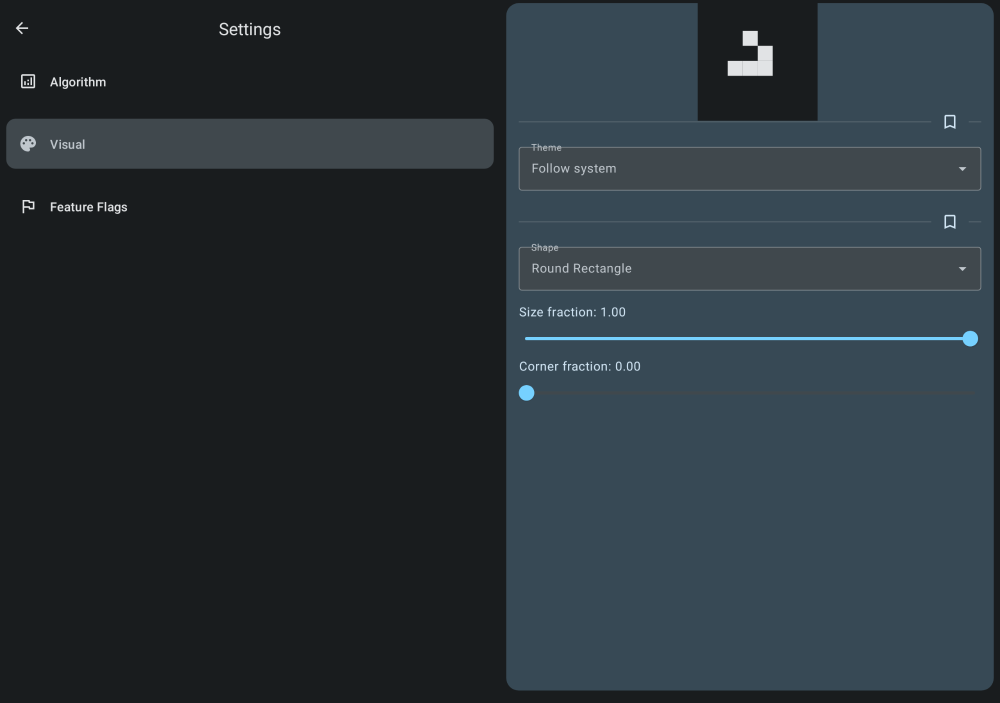 Settings
Algorithm
Visual
Feature Flags
Theme
Follow system
Shape
Round Rectangle
Size fraction: 1.00
Corner fraction: 0.00